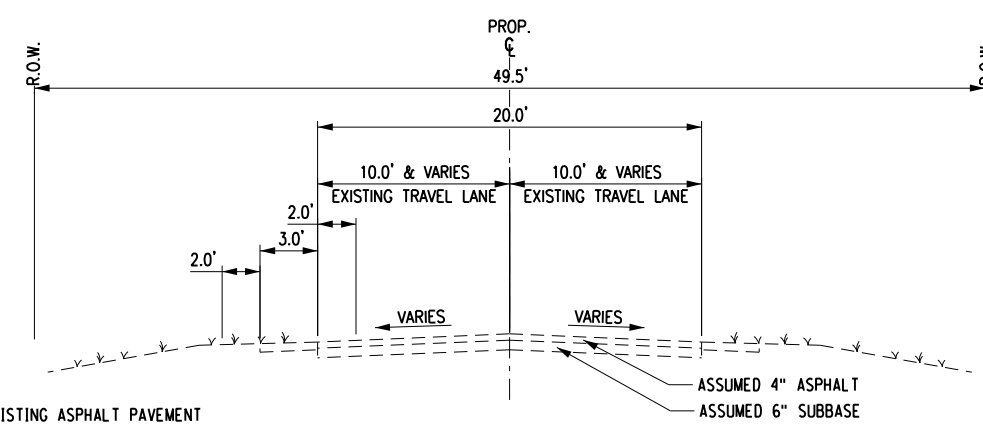 PROP.
℄
R.O.W.
49.5'
20.0'
10.0' & VARIES
10.0' & VARIES
EXISTING TRAVEL LANE
EXISTING TRAVEL LANE
2.0'
3.0'
2.0'
VARIES
VARIES
ASSUMED 4" ASPHALT
ASSUMED 6" SUBBASE
ISTING ASPHALT PAVEMENT